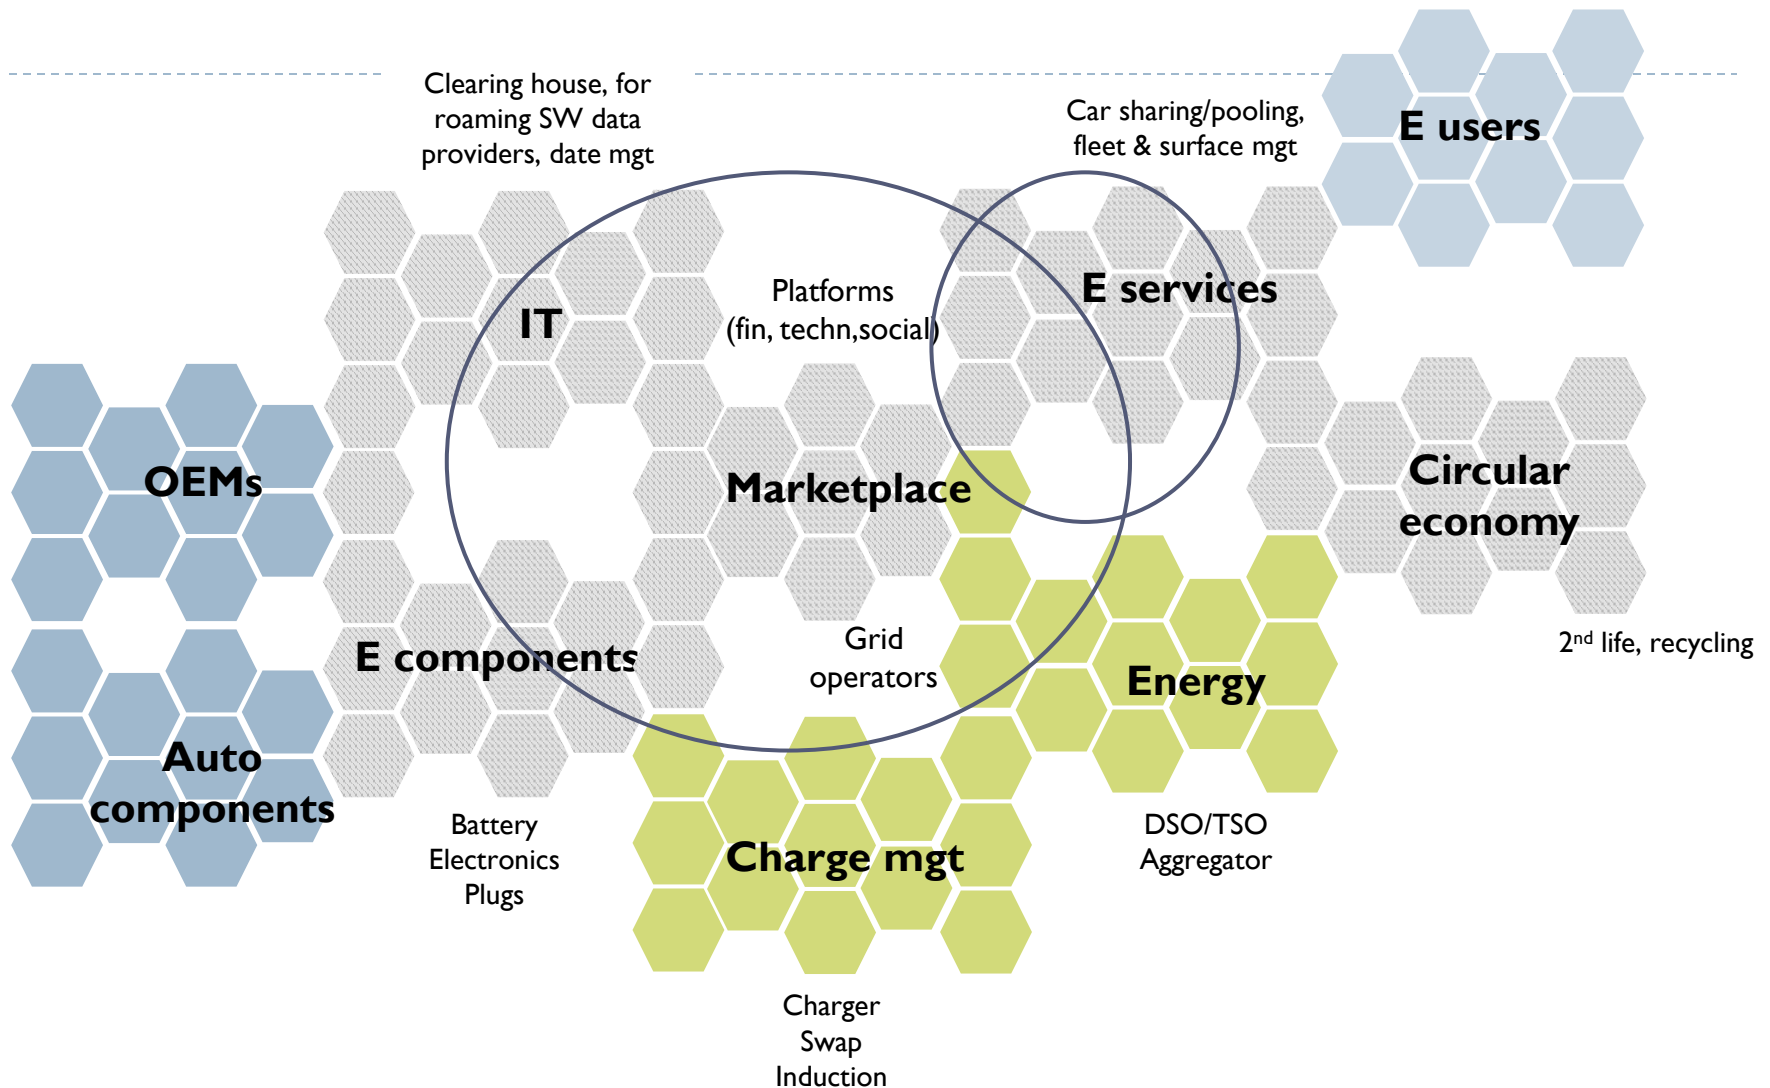 Clearing house, for
roaming SW data
providers, date mgt
Car sharing/pooling,
fleet & surface mgt
E users
IT
Platforms
(fin, techn,social)
E services
OEMs
Marketplace
Circular
economy
E components
Grid
operators
Energy
2nd life, recycling
Auto
components
Battery
Electronics
Plugs
Charge mgt
DSO/TSO
Aggregator
Charger
Swap
Induction